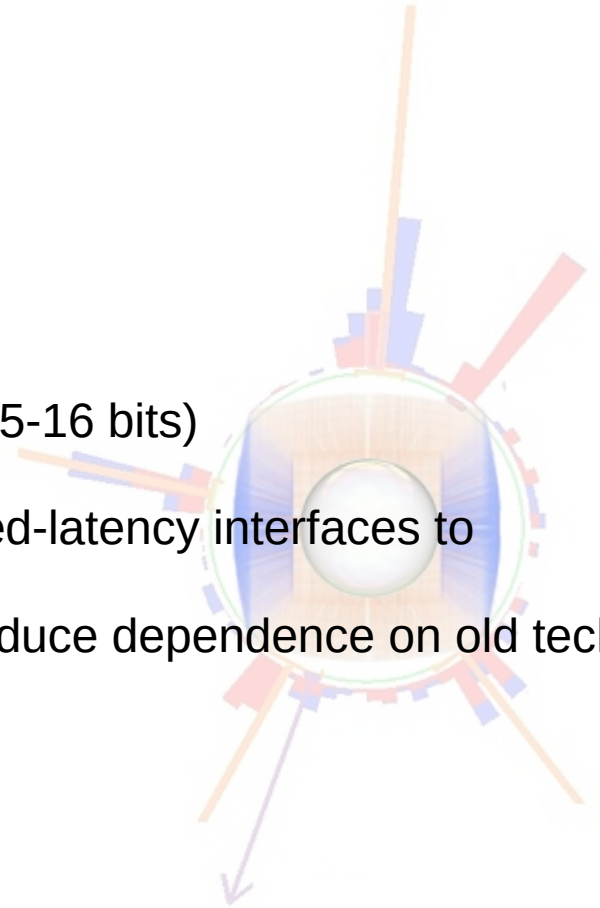 5-16 bits)
ed-latency interfaces to
duce dependence on old tec